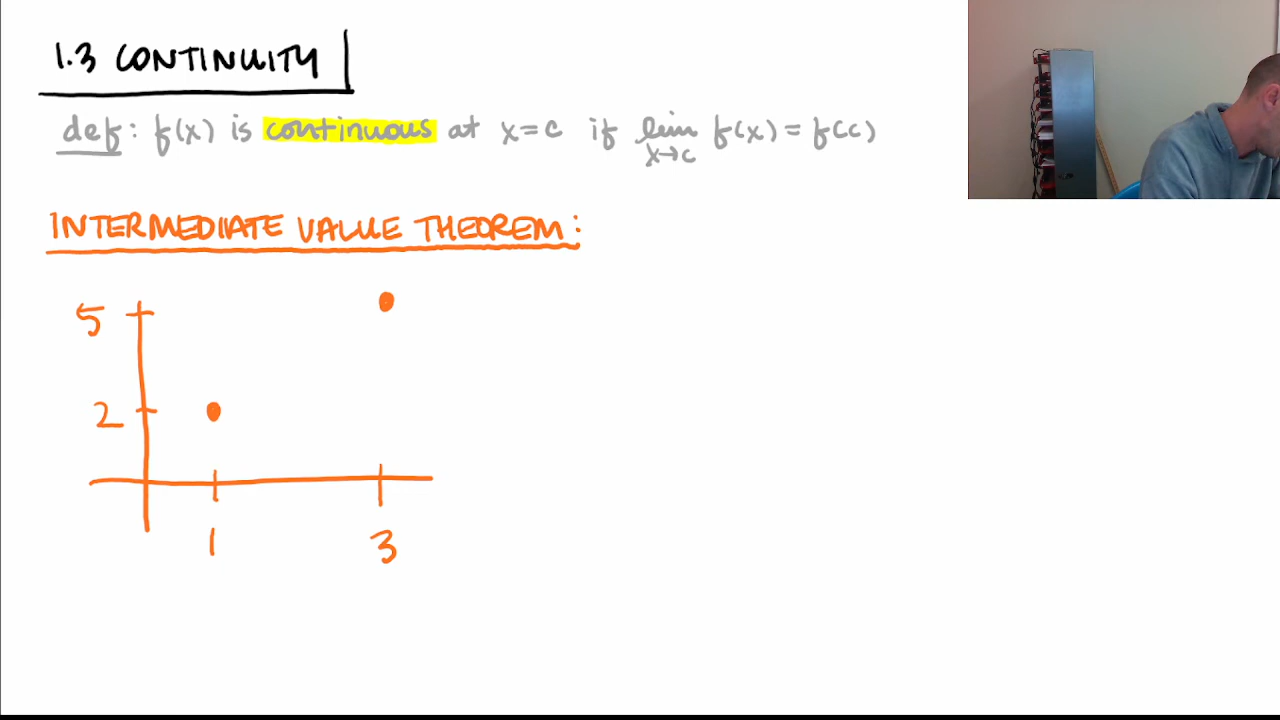 1.3 CONTINUITY
def: f(x) is continuous at x=c if lim f(x) = f(c)
x→c
INTERMEDIATE VALUE THEOREM:
5
2
1
3